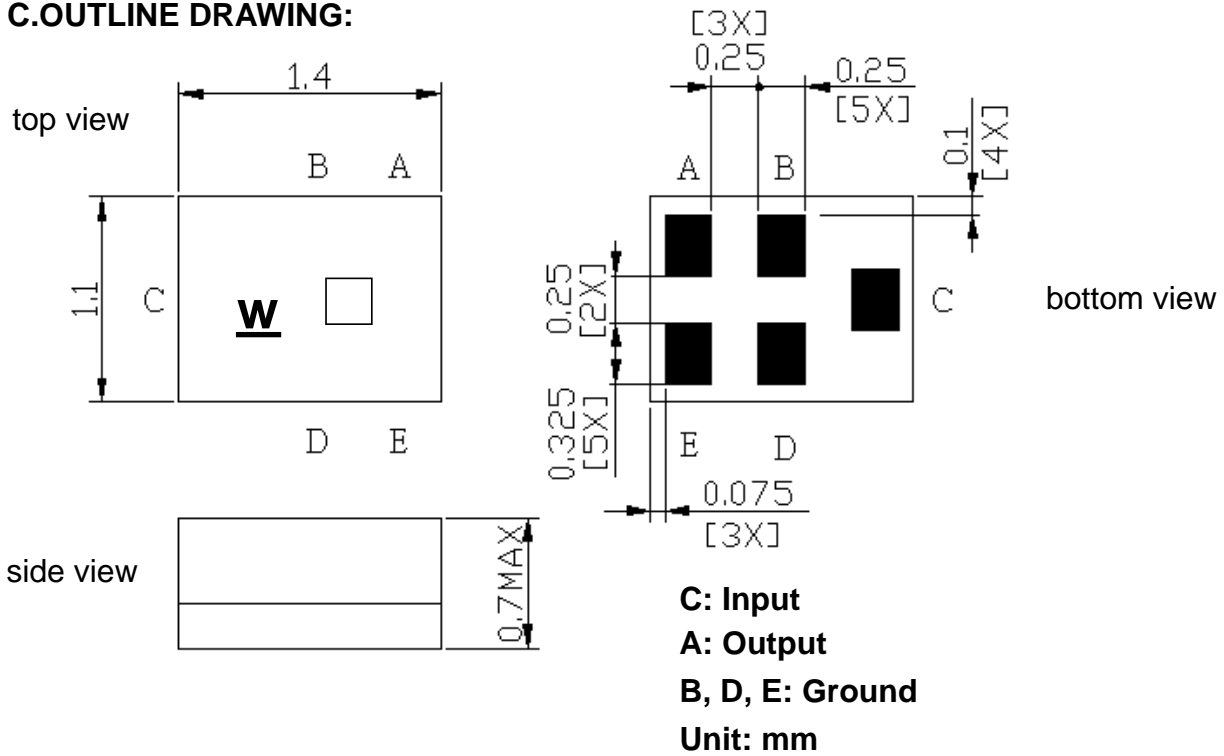 C.OUTLINE DRAWING:
[3X]
0.25
0.25
[5X]
1.4
top view
B A
A B
0.1
[4X]
1.1
C
W
0.25
[2X]
C
bottom view
D E
0.325
[5X]
E D
0.075
[3X]
side view
0.7MAX
C: Input
A: Output
B, D, E: Ground
Unit: mm